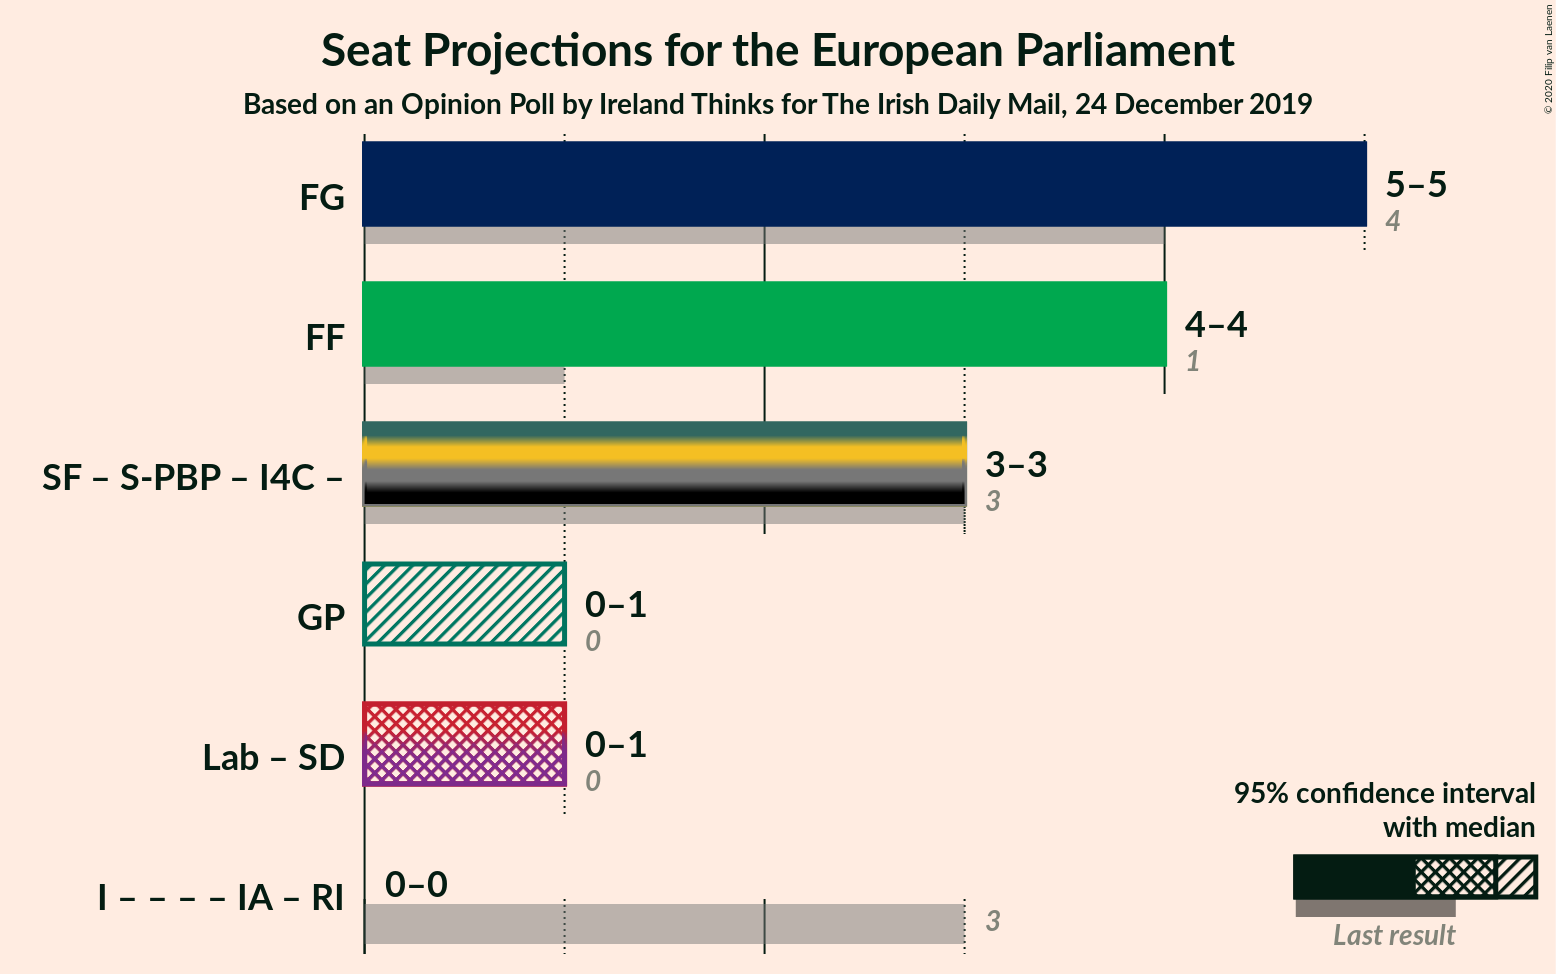 Seat Projections for the European Parliament
Based on an Opinion Poll by Ireland Thinks for The Irish Daily Mail, 24 December 2019
© 2020 Filip van Laenen
FG
5–5
4
FF
4–4
1
SF – S-PBP – I4C –
3–3
3
GP
0–1
0
Lab – SD
0–1
0
I – – – – IA – RI
0–0
3
95% confidence interval
with median
Last result